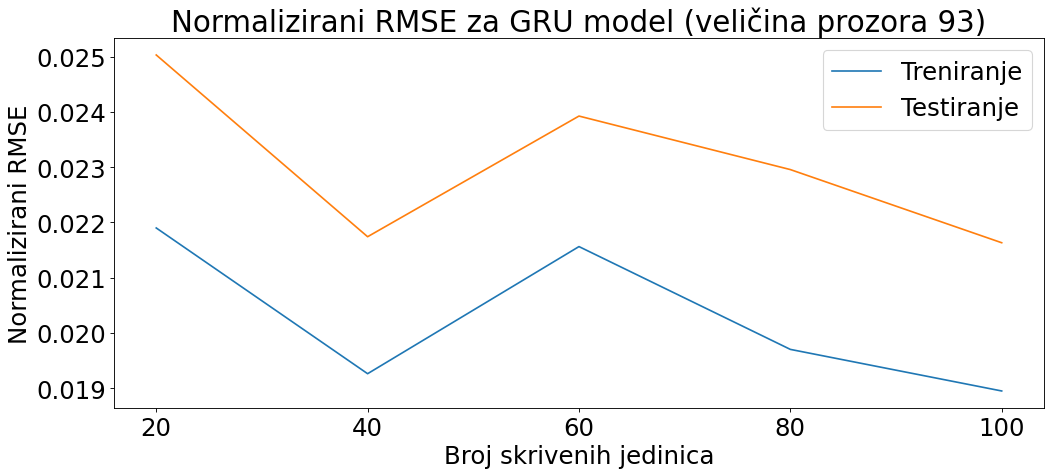 Normalizirani RMSE za GRU model (veličina prozora 93)
Treniranje
Testiranje
Normalizirani RMSE
0.025
0.024
0.023
0.022
0.021
0.020
0.019
20 40 60 80 100
Broj skrivenih jedinica